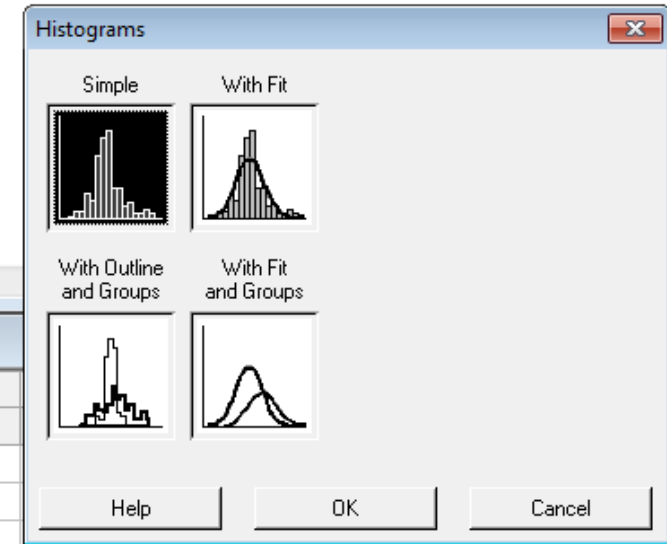 Histograms
Simple
With Fit
With Outline
and Groups
With Fit
and Groups
Help
OK
Cancel